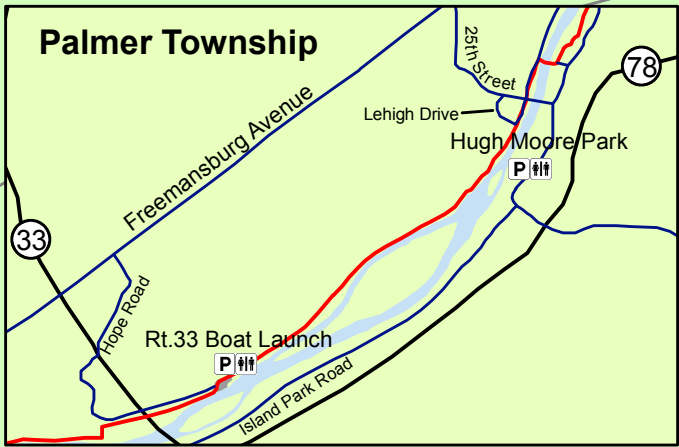 Palmer Township
25th Street
78
Lehigh Drive
Hugh Moore Park
P
Freemansburg Avenue
33
Hope Road
Rt.33 Boat Launch
P
Island Park Road